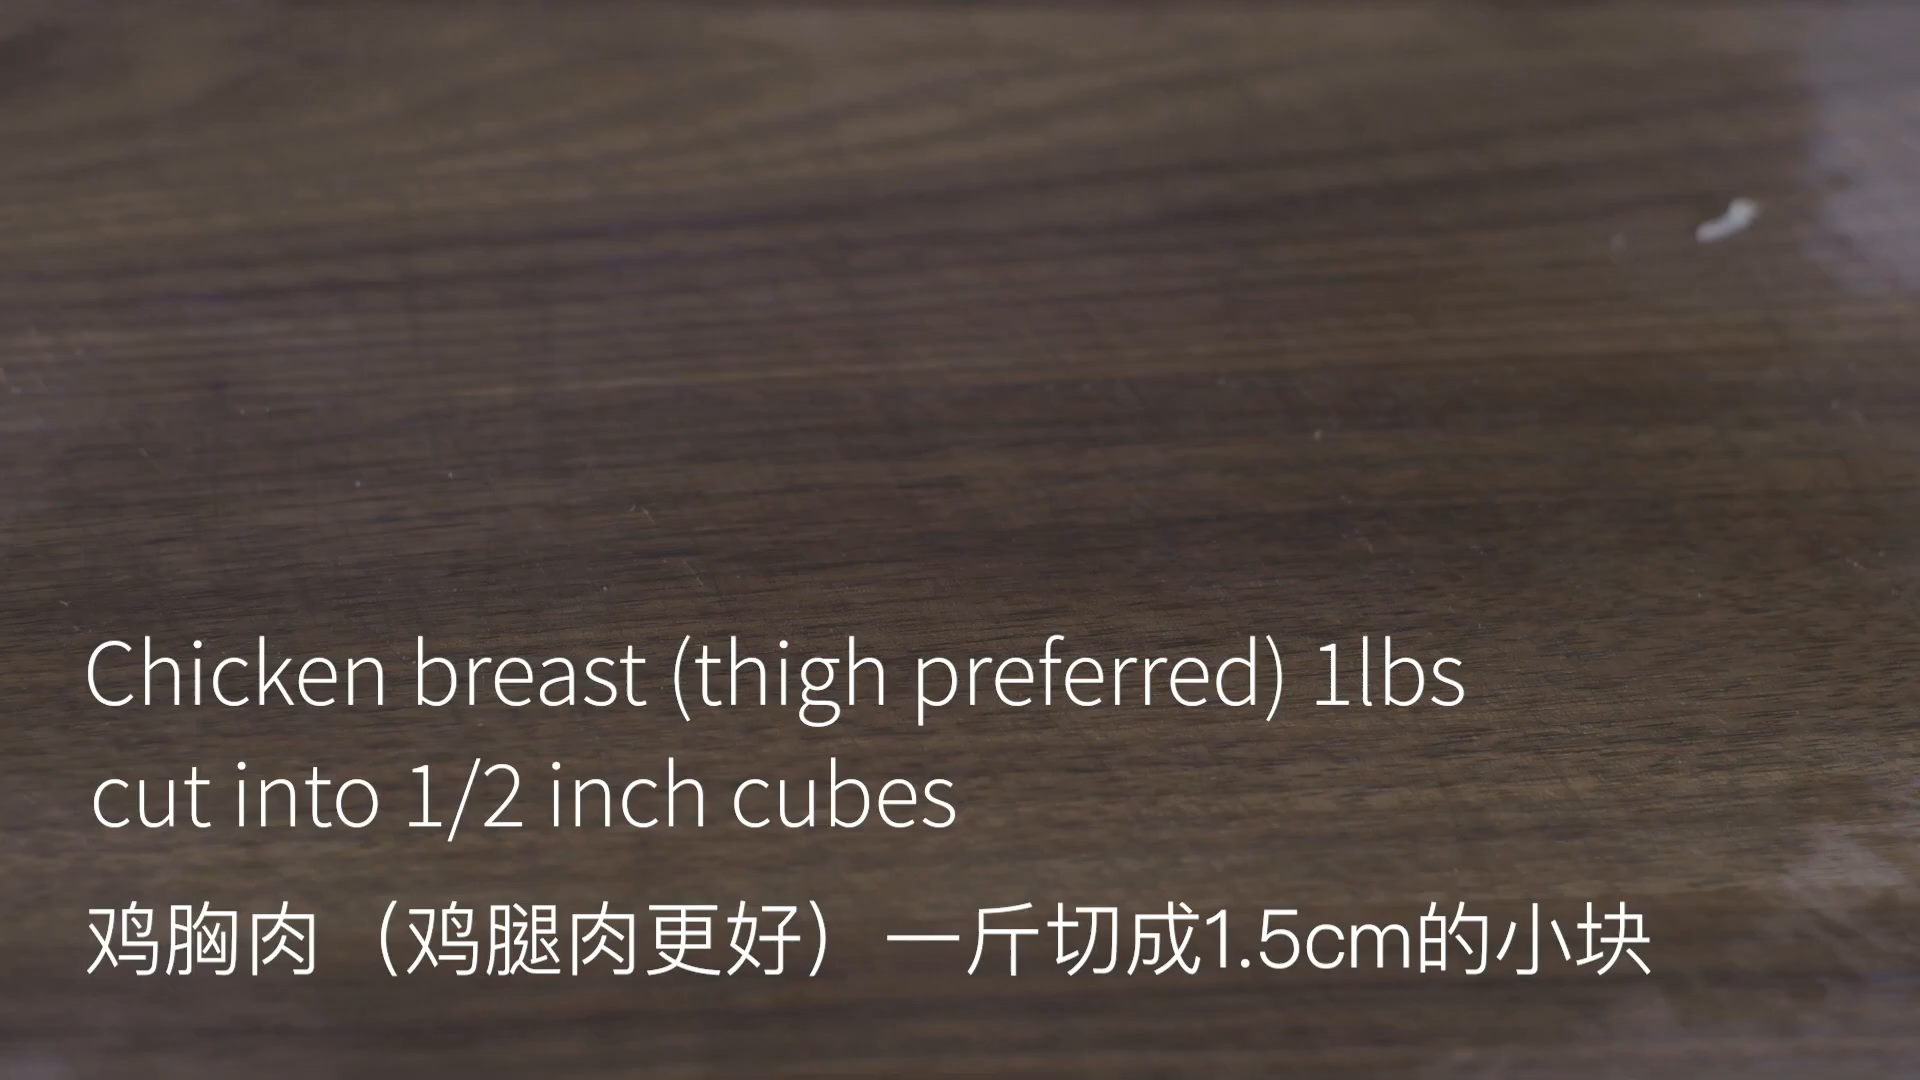 Chicken breast (thigh preferred) 1lbs
cut into 1/2 inch cubes
鸡胸肉（鸡腿肉更好）一斤切成1.5cm的小块